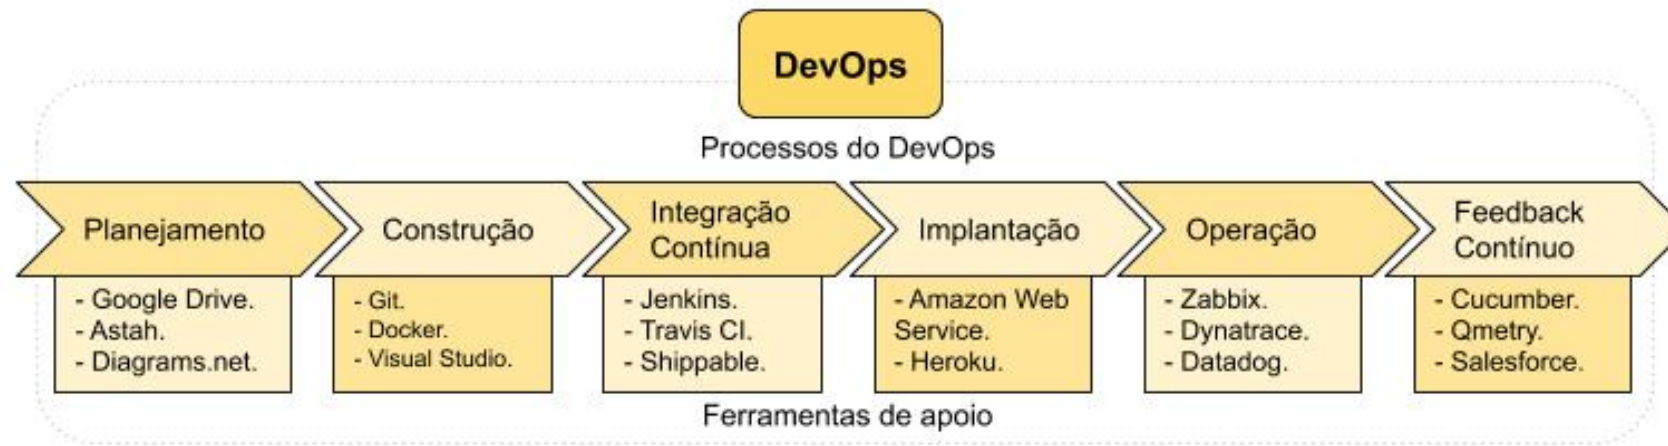 DevOps
Processos do DevOps
Planejamento
Construção
Integração
Contínua
Implantação
Operação
Feedback
Contínuo
- Google Drive.
- Astah.
- Diagrams.net.
- Git.
- Docker.
- Visual Studio.
- Jenkins.
- Travis CI.
- Shippable.
- Amazon Web
Service.
- Heroku.
- Zabbix.
- Dynatrace.
- Datadog.
- Cucumber.
- Qmetry.
- Salesforce.
Ferramentas de apoio